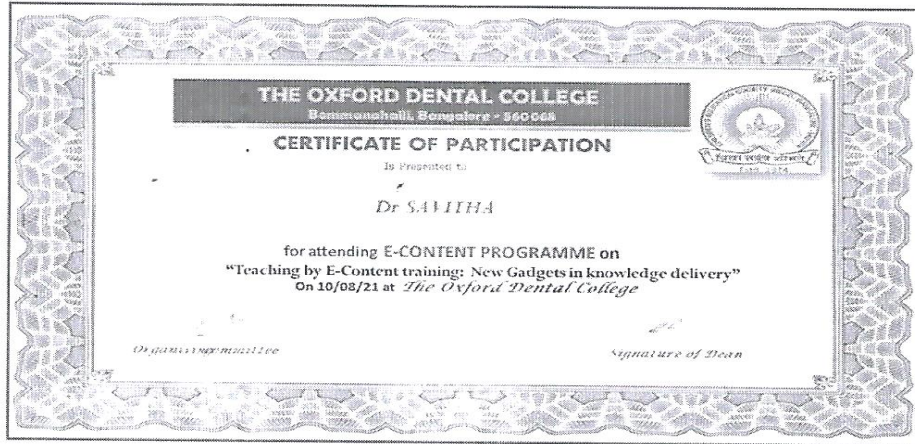 THE OXFORD DENTAL COLLEGE
Bommanahalli, Bangalore - 560068
CERTIFICATE OF PARTICIPATION
Is Presented to
Dr SAVITHA
for attending E-CONTENT PROGRAMME on
"Teaching by E-Content training: New Gadgets in knowledge delivery"
On 10/08/21 at The Oxford Dental College
Signature of Dean